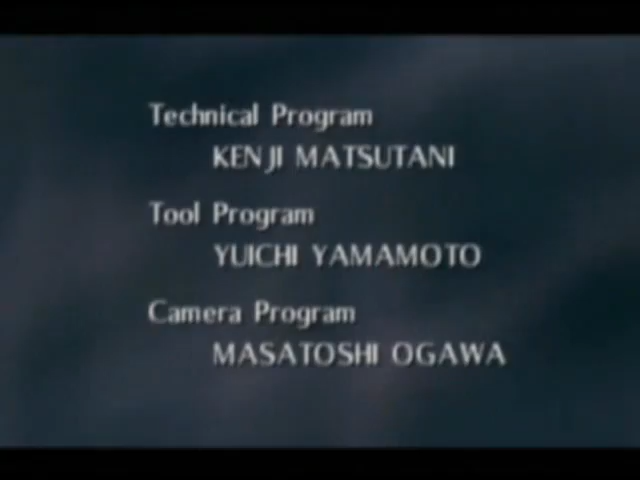 Technical Program
KENJI MATSUTANI
Tool Program
YUICHI YAMAMOTO
Camera Program
MASATOSHI OGAWA